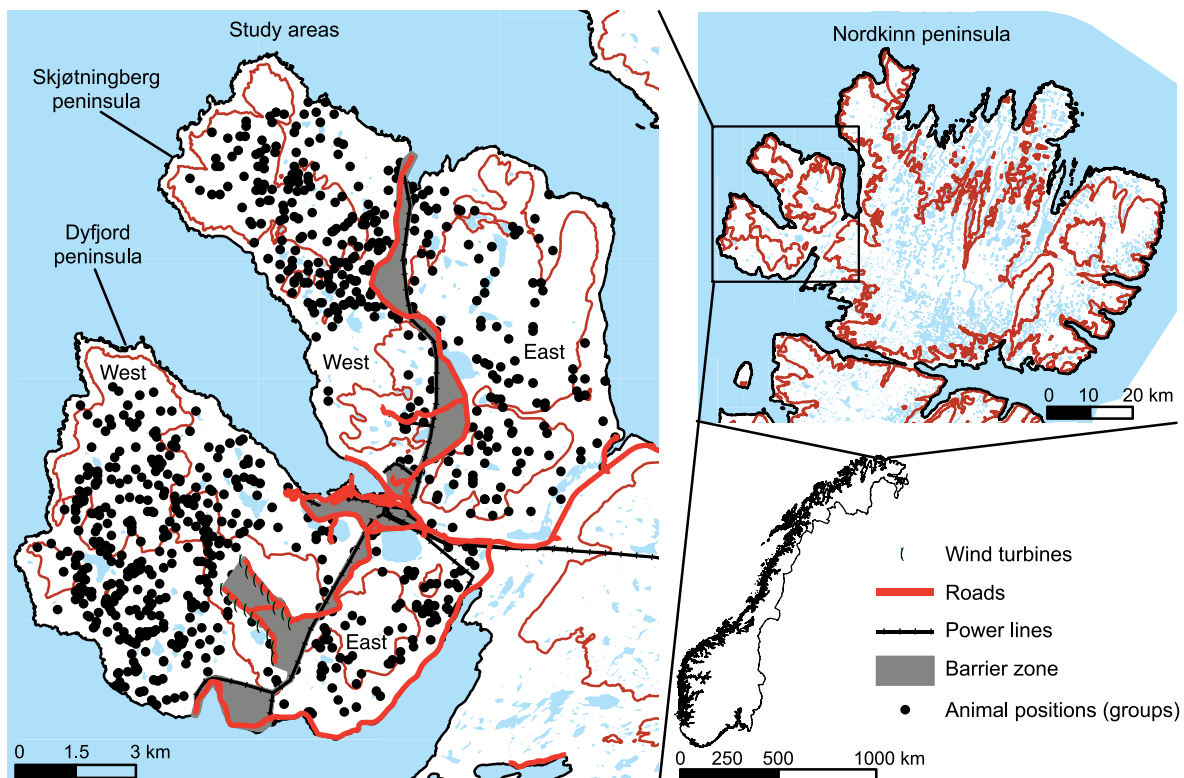 Study areas
Skjøtningberg
peninsula
Dyfjord
peninsula
West
East
West
East
0 1.5 3 km
Nordkinn peninsula
0 10 20 km
Wind turbines
Roads
Power lines
Barrier zone
Animal positions (groups)
0 250 500 1000 km